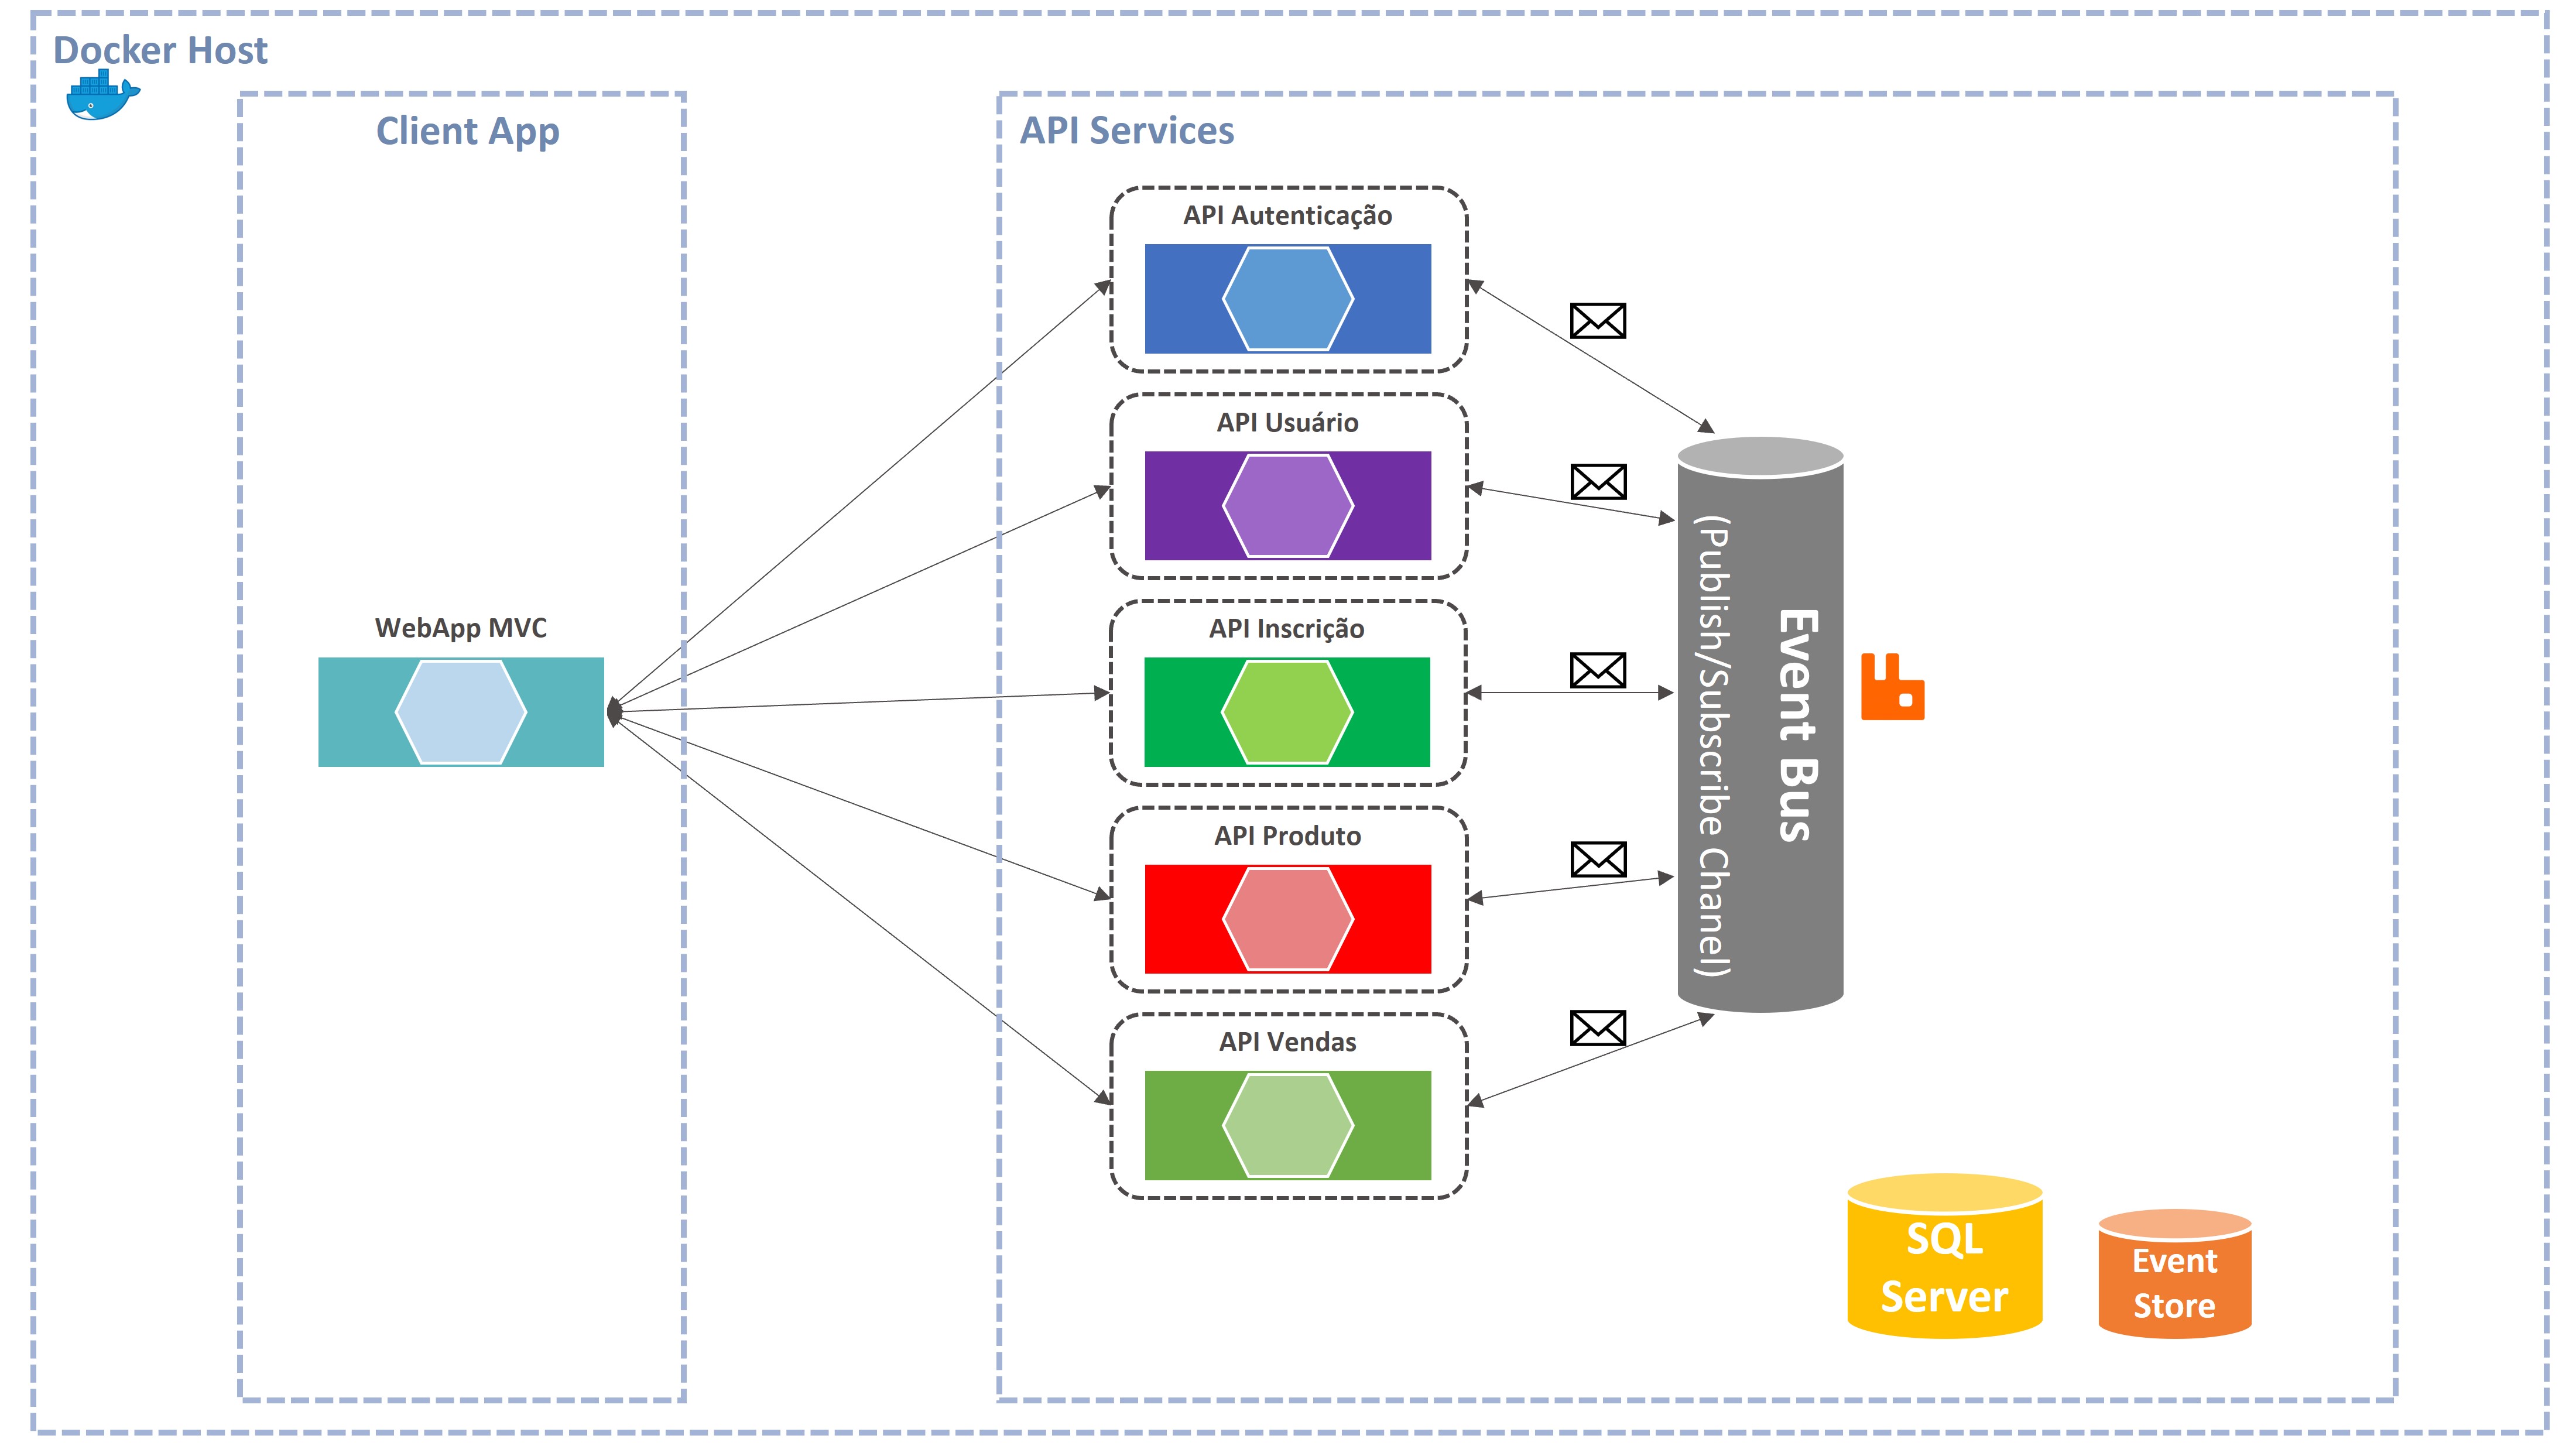 Docker Host
Client App
API Services
API Autenticação
API Usuário
WebApp MVC
API Inscrição
API Produto
API Vendas
Event Bus
(Publish/Subscribe Chanel)
SQL
Server
Event
Store